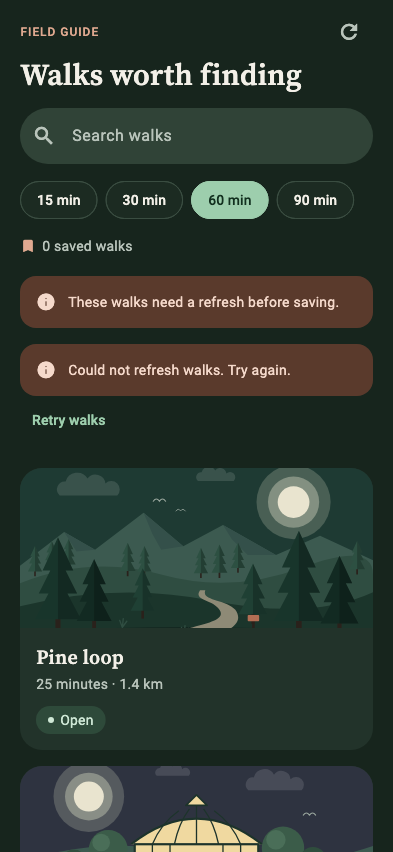 FIELD GUIDE
Walks worth finding
Search walks
15 min 30 min 60 min 90 min
0 saved walks
These walks need a refresh before saving.
Could not refresh walks. Try again.
Retry walks
Pine loop
25 minutes · 1.4 km
Open